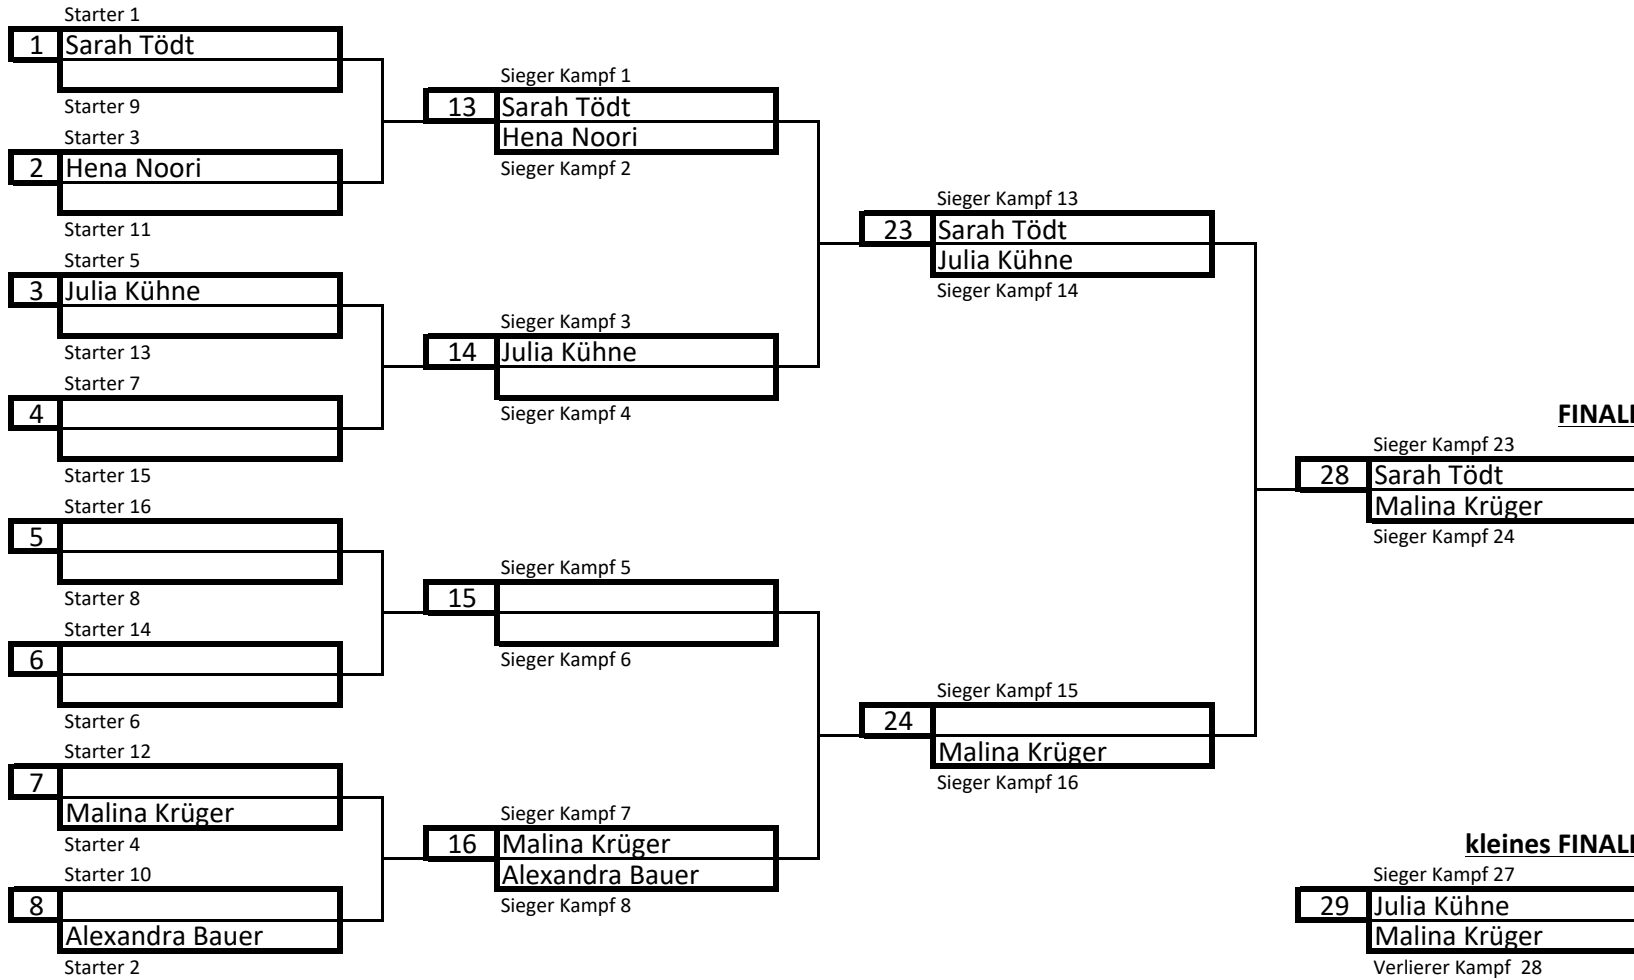 Starter 1
1 Sarah Tödt
Starter 9
Starter 3
2 Hena Noori
Starter 11
Starter 5
3 Julia Kühne
Starter 13
Starter 7
4
Starter 15
Starter 16
5
Starter 8
Starter 14
6
Starter 6
Starter 12
7
Malina Krüger
Starter 4
Starter 10
8
Alexandra Bauer
Starter 2
Sieger Kampf 1
13 Sarah Tödt
Hena Noori
Sieger Kampf 2
Sieger Kampf 3
14 Julia Kühne
Sieger Kampf 4
Sieger Kampf 5
15
Sieger Kampf 6
Sieger Kampf 7
16 Malina Krüger
Alexandra Bauer
Sieger Kampf 8
Sieger Kampf 13
23 Sarah Tödt
Julia Kühne
Sieger Kampf 14
Sieger Kampf 15
24
Malina Krüger
Sieger Kampf 16
FINAL
Sieger Kampf 23
28 Sarah Tödt
Malina Krüger
Sieger Kampf 24
kleines FINAL
Sieger Kampf 27
29 Julia Kühne
Malina Krüger
Verlierer Kampf 28